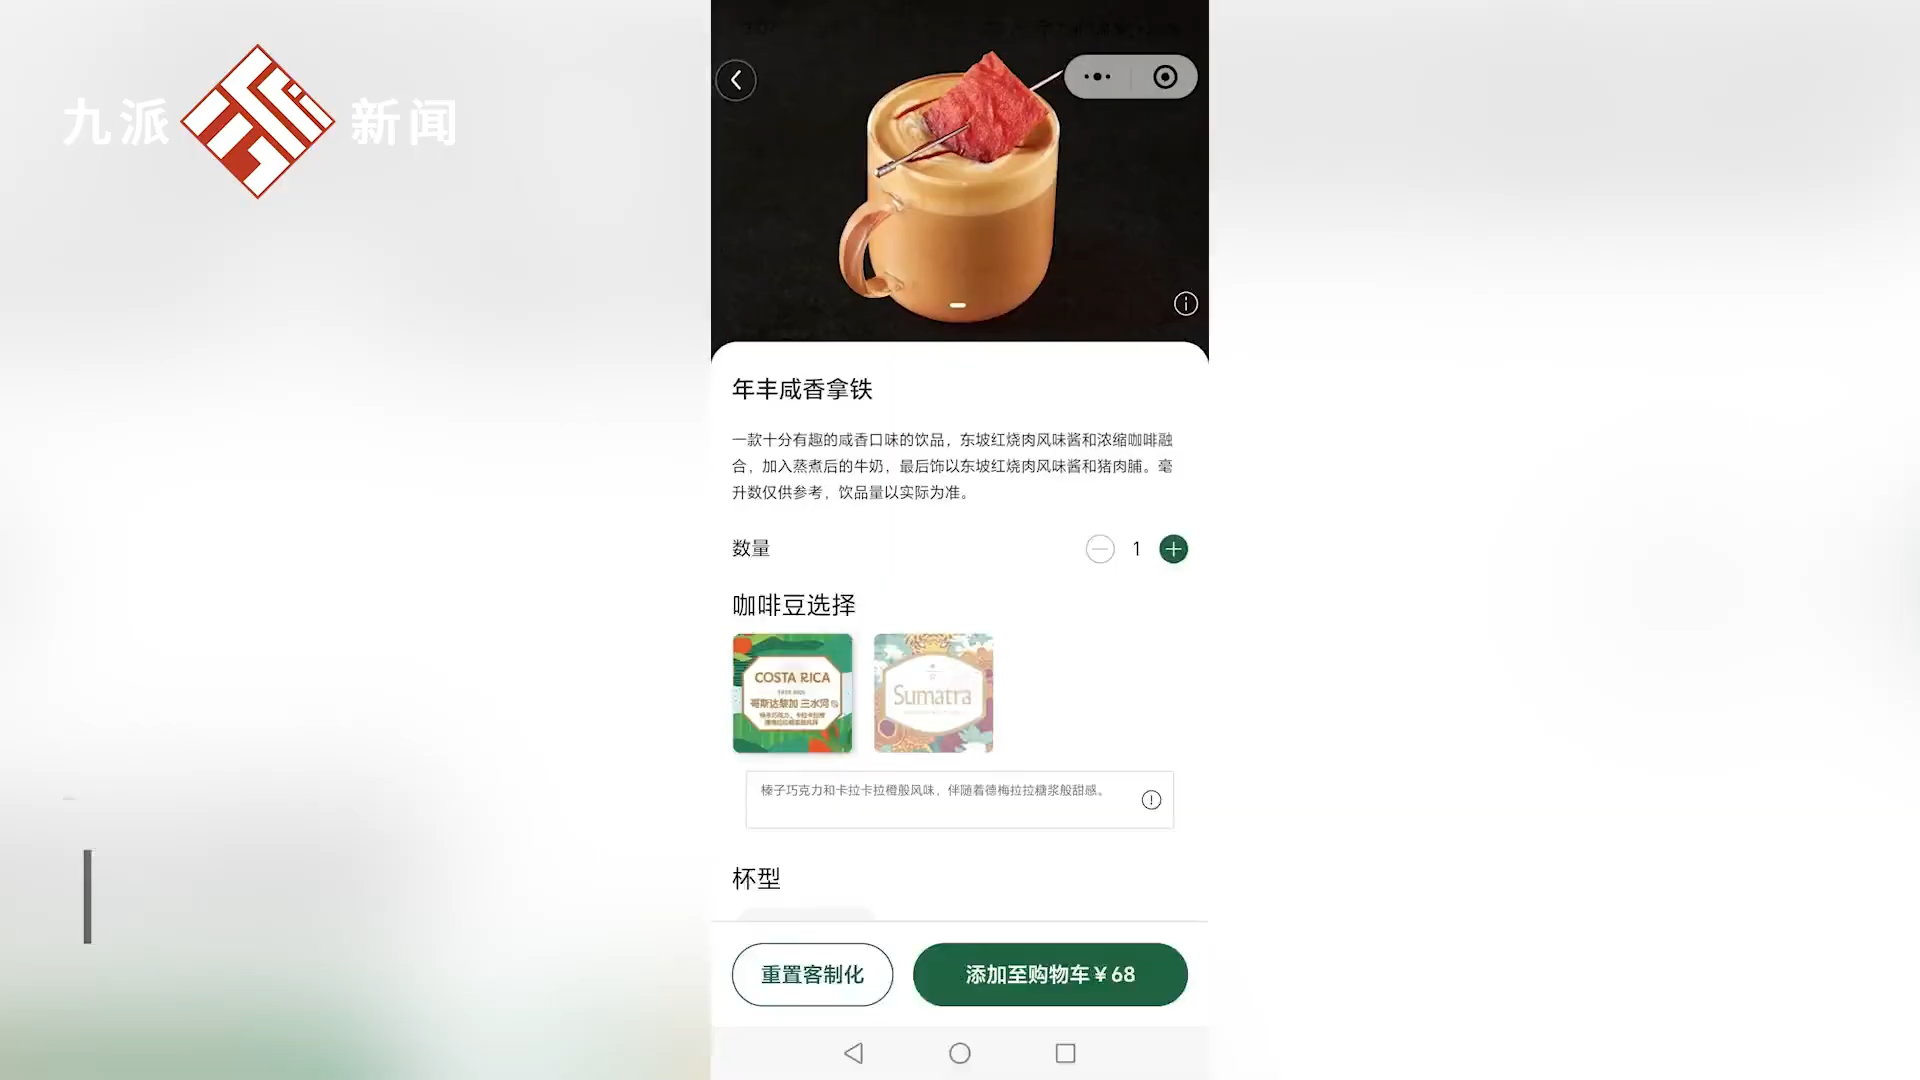 九派 新闻
年丰咸香拿铁
一款十分有趣的咸香口味的饮品，东坡红烧肉风味酱和浓缩咖啡融
合，加入蒸煮后的牛奶，最后饰以东坡红烧肉风味酱和猪肉脯。毫
升数仅供参考，饮品量以实际为准。
数量
1
咖啡豆选择
COSTA RICA
哥斯达黎加 三水河
Sumatra
榛子巧克力和卡拉卡拉橙般风味，伴随着德梅拉拉糖浆般甜感。
杯型
重置客制化
添加至购物车￥68